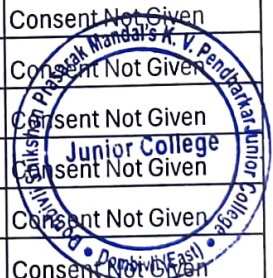 Consent Not Given
Consent Not Given
Consent Not Given
Consent Not Given
Consent Not Given
Consent Not Given
Dombivli Shikshan Prasarak Mandal's K. V. Pendharkar Junior College
Junior College
Dombivli (East)